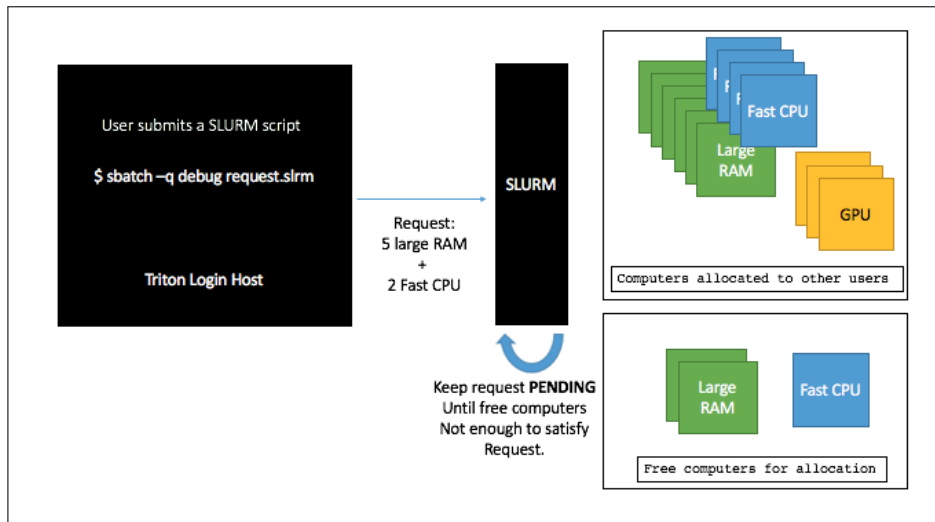 User submits a SLURM script
$ sbatch –q debug request.slrm
Triton Login Host
Request:
5 large RAM
+
2 Fast CPU
SLURM
Keep request PENDING
Until free computers
Not enough to satisfy
Request.
F
F
F
Fast CPU
Large
RAM
GPU
Computers allocated to other users
Large
RAM
Fast CPU
Free computers for allocation